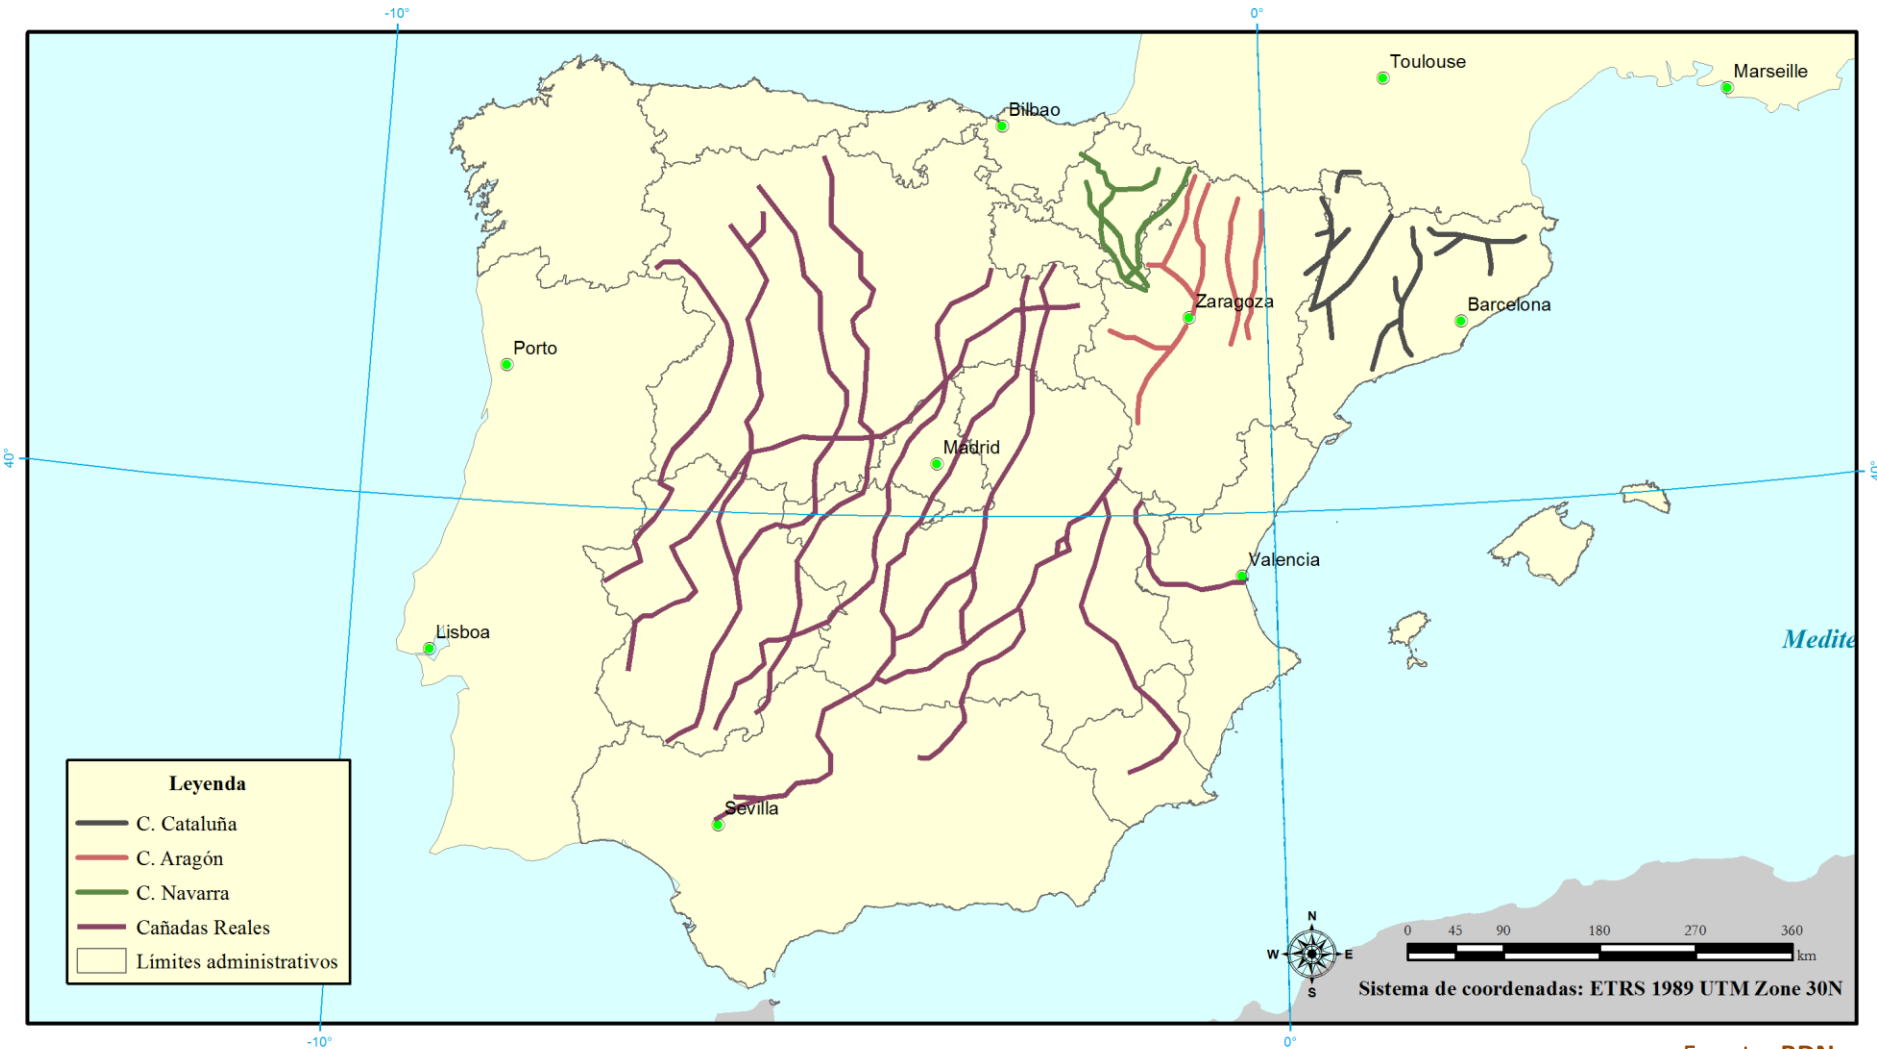 -10°
0°
Toulouse
Marseille
Bilbao
Zaragoza
Barcelona
Porto
Madrid
40°
40°
Valencia
Lisboa
Medite
Sevilla
Leyenda
C. Cataluña
C. Aragón
C. Navarra
Cañadas Reales
Límites administrativos
N
W E
S
0 45 90 180 270 360
km
Sistema de coordenadas: ETRS 1989 UTM Zone 30N
-10°
0°